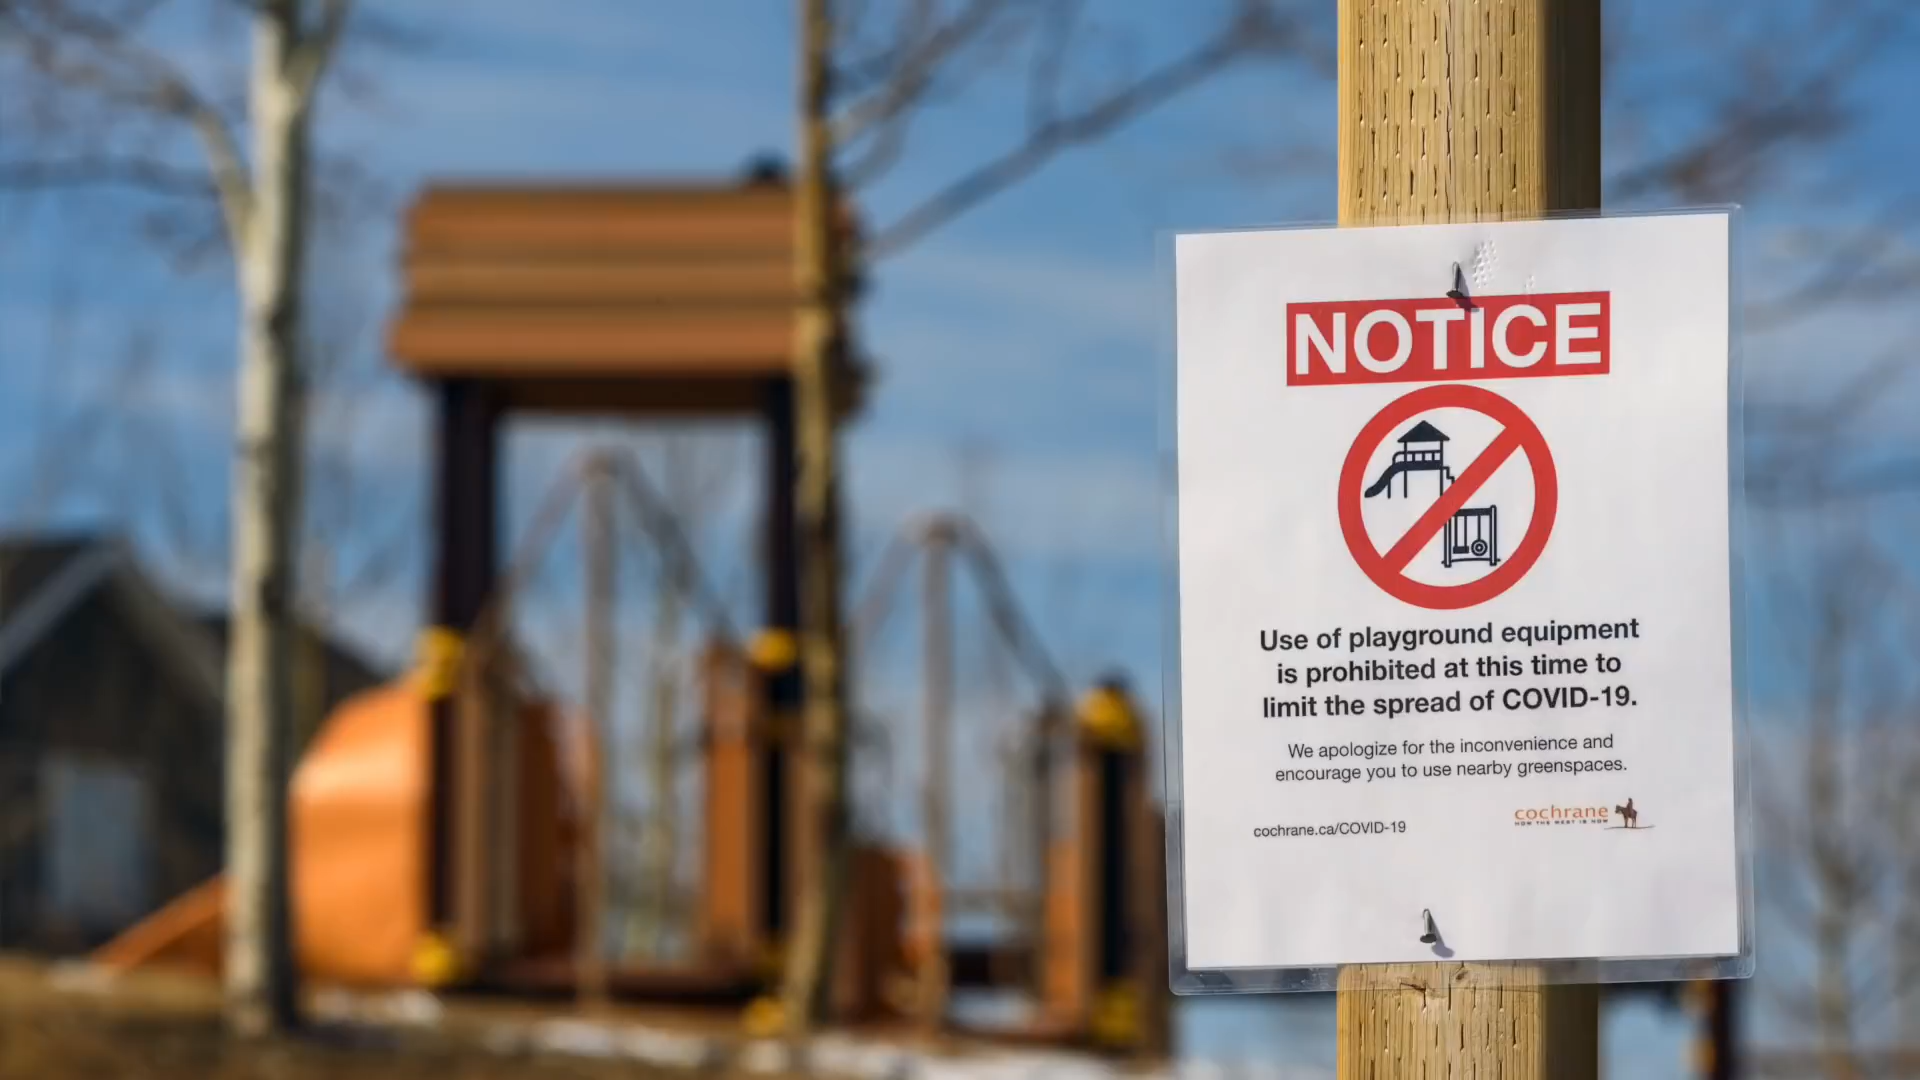 NOTICE
Use of playground equipment
is prohibited at this time to
limit the spread of COVID-19.
We apologize for the inconvenience and
encourage you to use nearby greenspaces.
cochrane
HOW THE WEST IS NOW
cochrane.ca/COVID-19